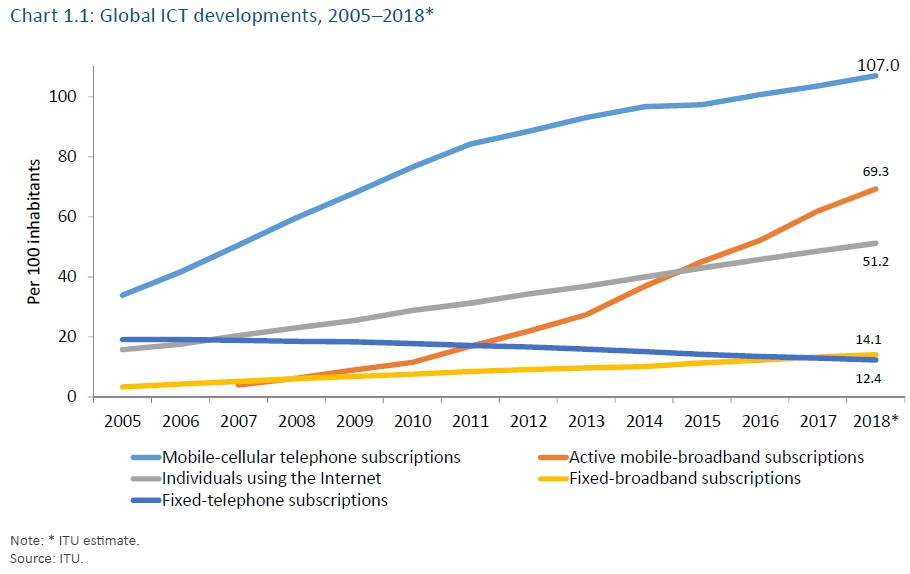 Chart 1.1: Global ICT developments, 2005–2018*
Per 100 inhabitants
100
80
60
40
20
0
107.0
69.3
51.2
14.1
12.4
2005 2006 2007 2008 2009 2010 2011 2012 2013 2014 2015 2016 2017 2018*
Mobile-cellular telephone subscriptions
Active mobile-broadband subscriptions
Individuals using the Internet
Fixed-broadband subscriptions
Fixed-telephone subscriptions
Note: * ITU estimate.
Source: ITU.